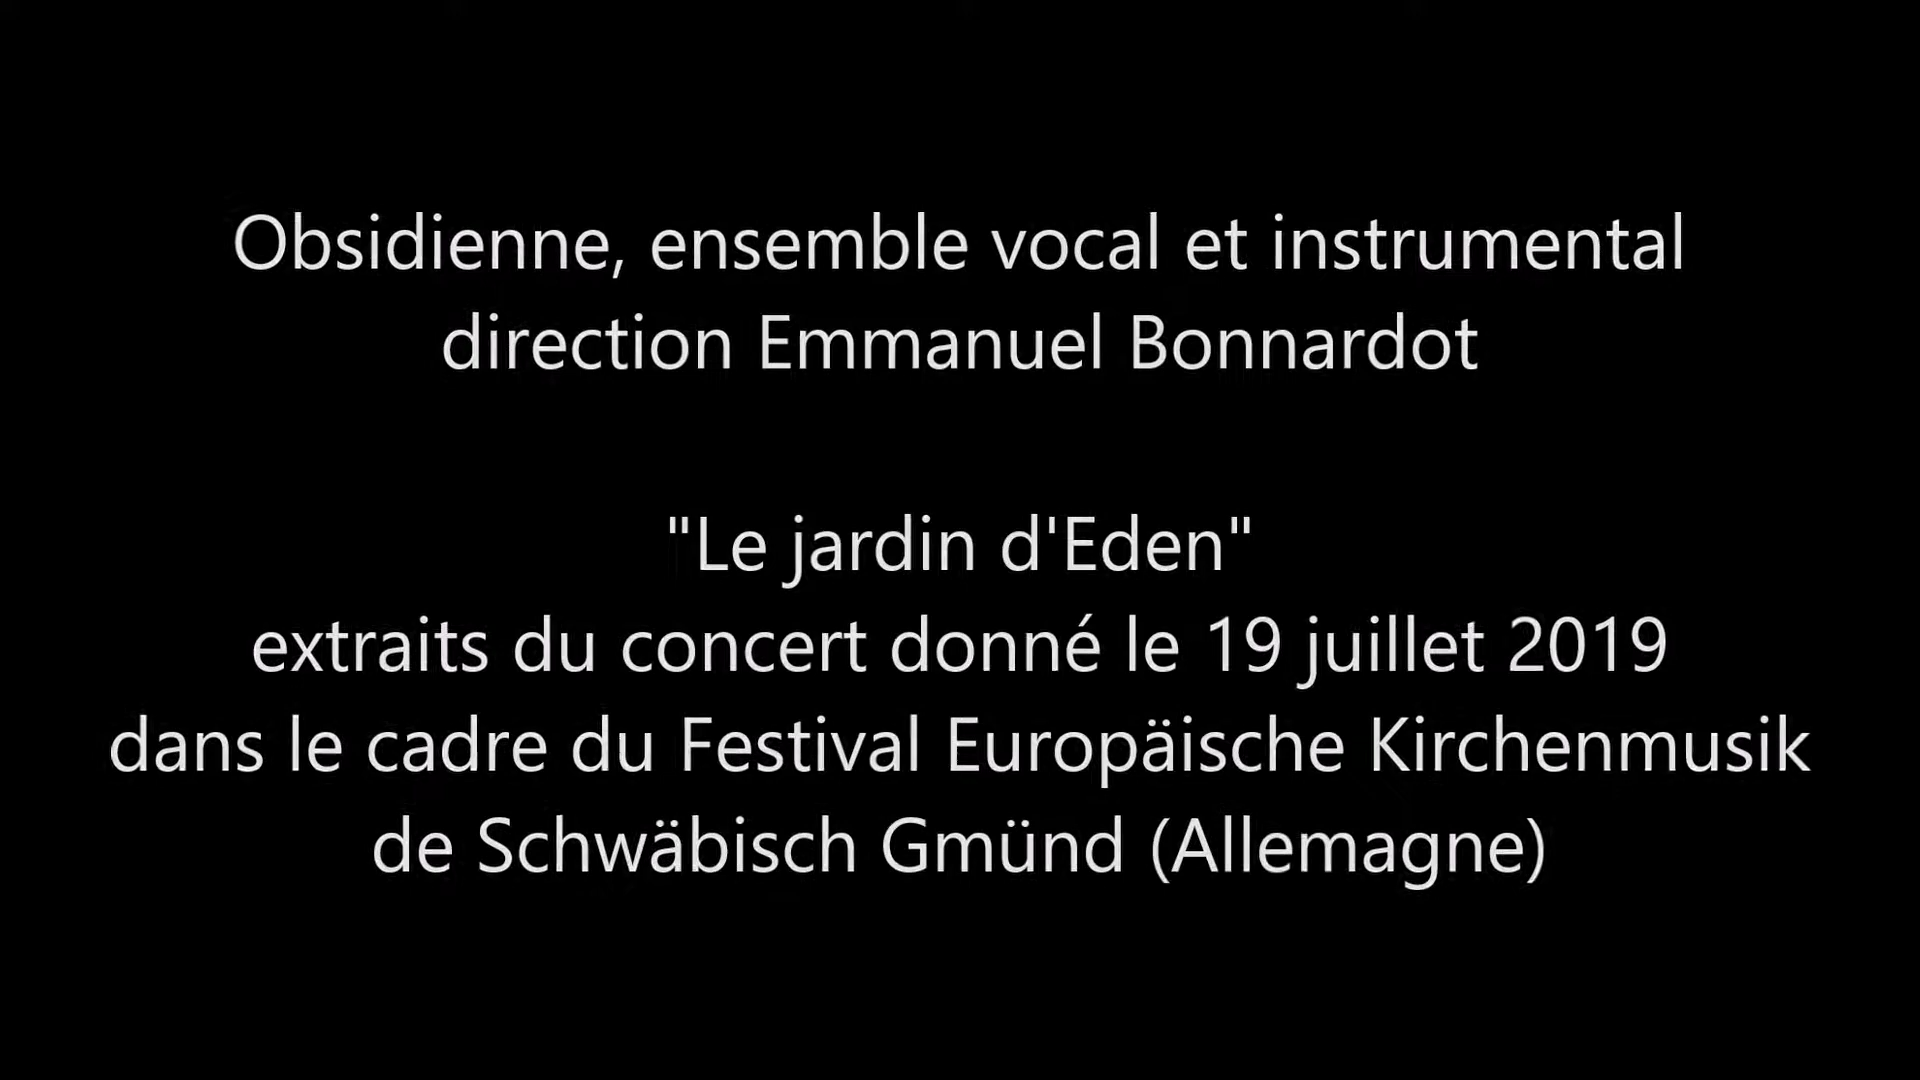 Obsidienne, ensemble vocal et instrumental
direction Emmanuel Bonnardot
"Le jardin d'Eden"
extraits du concert donné le 19 juillet 2019
dans le cadre du Festival Europäische Kirchenmusik
de Schwäbisch Gmünd (Allemagne)